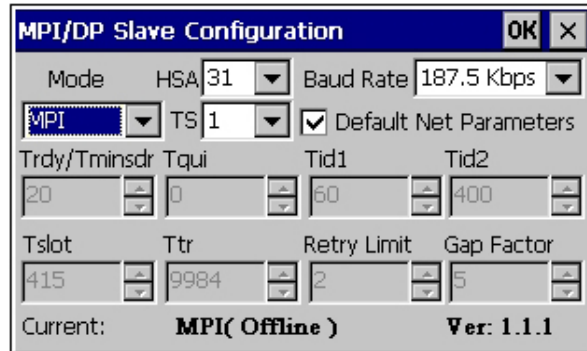 MPI/DP Slave Configuration OK ×
Mode HSA 31 Baud Rate 187.5 Kbps
MPI TS 1 Default Net Parameters
Trdy/Tminsdr Tqui Tid1 Tid2
20 0 60 400
Tslot Ttr Retry Limit Gap Factor
415 9984 2 5
Current: MPI( Offline ) Ver: 1.1.1